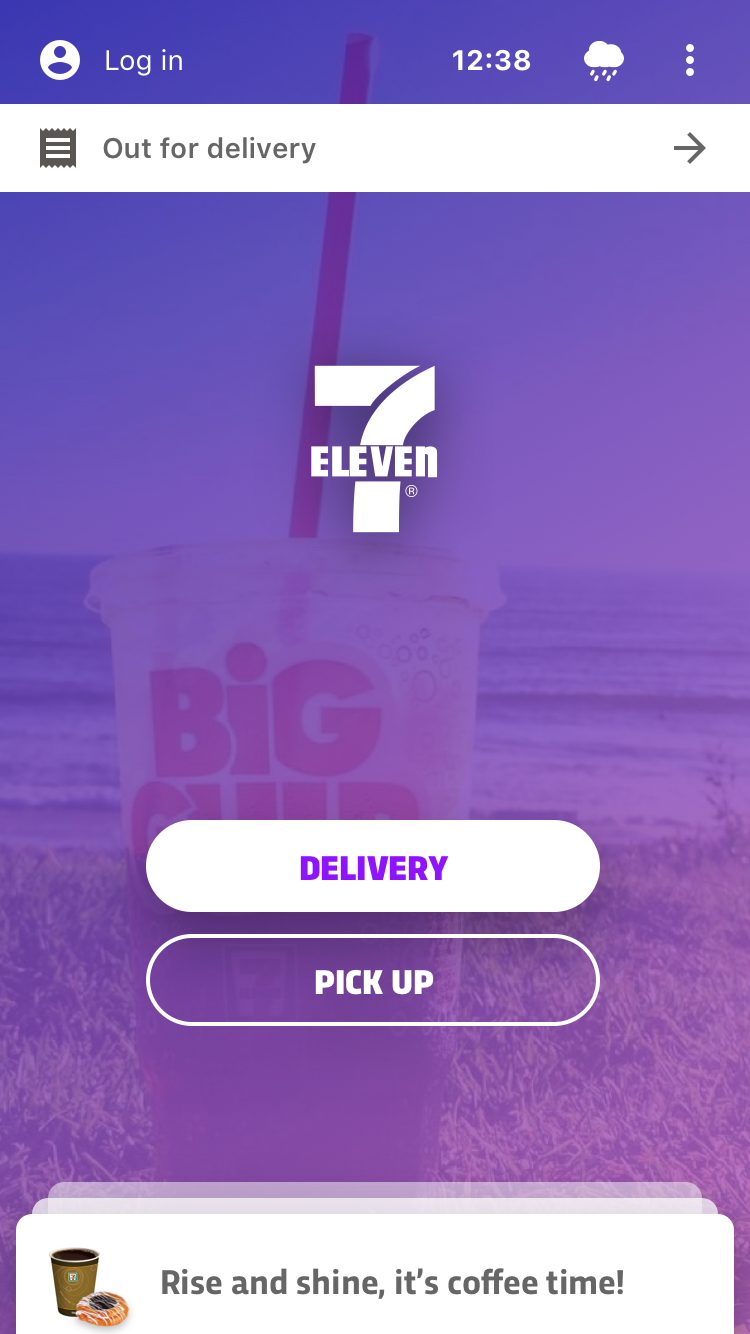 Log in
12:38
Out for delivery
7
ELEVEN
®
BiG
GULP
DELIVERY
PICK UP
Rise and shine, it’s coffee time!